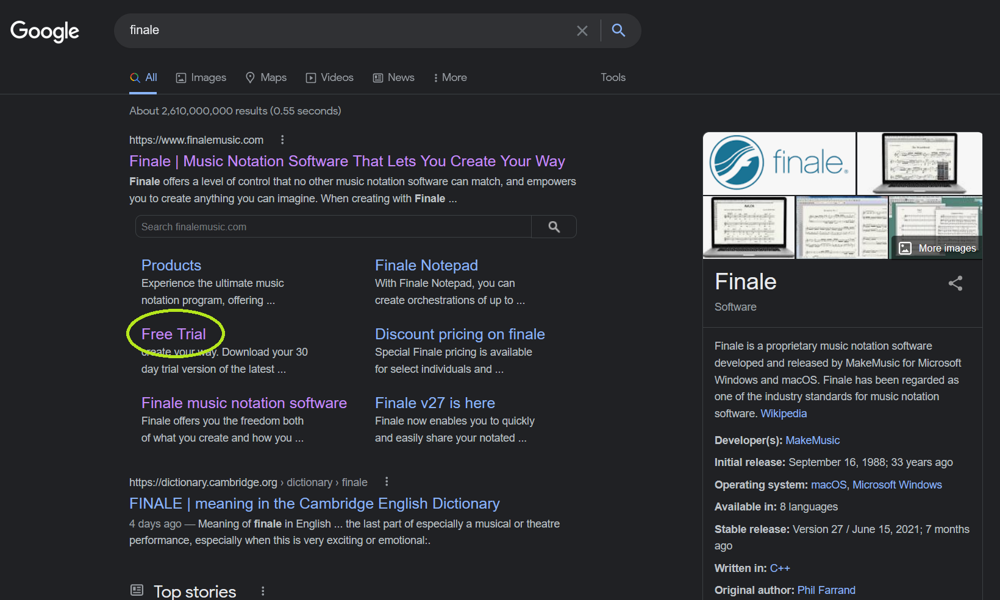 Google
finale
All
Images
Maps
Videos
News
More
Tools
About 2,610,000,000 results (0.55 seconds)
https://www.finalemusic.com
Finale | Music Notation Software That Lets You Create Your Way
Finale offers a level of control that no other music notation software can match, and empowers
you to create anything you can imagine. When creating with Finale ...
Search finalemusic.com
Products
Experience the ultimate music
notation program, offering ...
Finale Notepad
With Finale Notepad, you can
create orchestrations of up to ...
Free Trial
create your way. Download your 30
day trial version of the latest ...
Discount pricing on finale
Special Finale pricing is available
for select individuals and ...
Finale music notation software
Finale offers you the freedom both
of what you create and how you ...
Finale v27 is here
Finale now enables you to quickly
and easily share your notated ...
https://dictionary.cambridge.org › dictionary › finale
FINALE | meaning in the Cambridge English Dictionary
4 days ago — Meaning of finale in English ... the last part of especially a musical or theatre
performance, especially when this is very exciting or emotional:.
Top stories
finale®
More images
Finale
Software
Finale is a proprietary music notation software
developed and released by MakeMusic for Microsoft
Windows and macOS. Finale has been regarded as
one of the industry standards for music notation
software. Wikipedia
Developer(s): MakeMusic
Initial release: September 16, 1988; 33 years ago
Operating system: macOS, Microsoft Windows
Available in: 8 languages
Stable release: Version 27 / June 15, 2021; 7 months
ago
Written in: C++
Original author: Phil Farrand